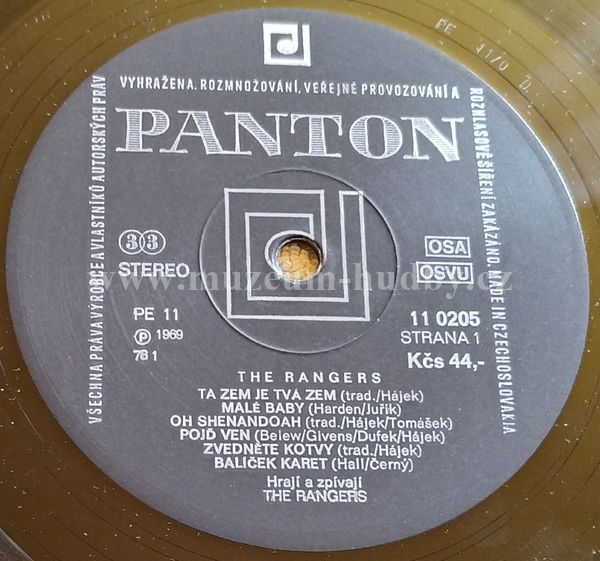 PE 11/0 D
VYHRAŽENA. ROZMNOŽOVÁNÍ, VEŘEJNÉ PROVOZOVÁNÍ A
ROZHLASOVÉ ŠÍŘENÍ ZAKÁZÁNO. MADE IN CZECHOSLOVAKIA
VŠECHNA PRÁVA VÝROBCE A VLASTNÍKŮ AUTORSKÝCH PRÁV
PANTON
33
STEREO
OSA
OSVU
www.muzeum-hudby.cz
PE 11
Ⓟ 1969
78 1
11 0205
STRANA 1
Kčs 44,-
THE RANGERS
TA ZEM JE TVÁ ZEM (trad./Hájek)
MALÉ BABY (Harden/Juřík)
OH SHENANDOAH (trad./Hájek/Tomášek)
POJĎ VEN (Belew/Givens/Dufek/Hájek)
ZVEDNĚTE KOTVY (trad./Hájek)
BALÍČEK KARET (Hall/Černý)
Hrají a zpívají
THE RANGERS